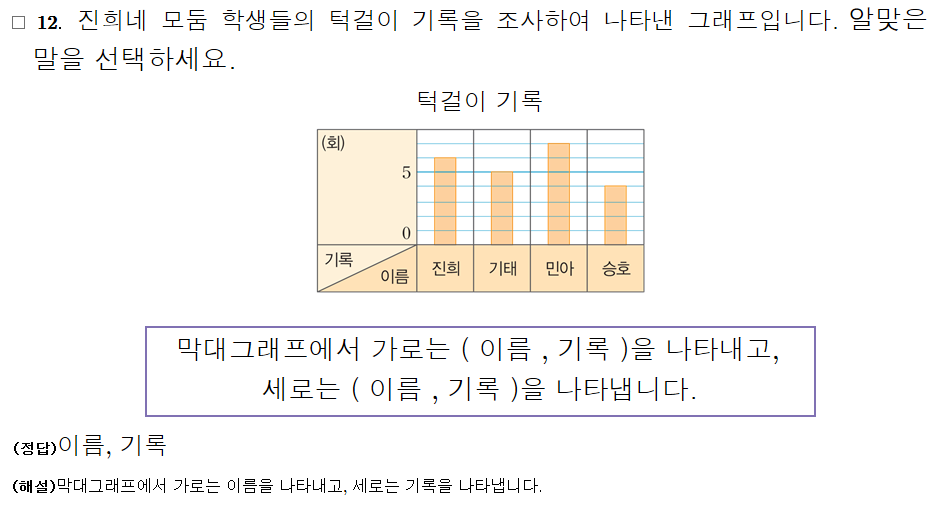 □ 12. 진희네 모둠 학생들의 턱걸이 기록을 조사하여 나타낸 그래프입니다. 알맞은
말을 선택하세요.
턱걸이 기록
(회)
5
0
기록
이름
진희 기태 민아 승호
막대그래프에서 가로는 ( 이름 , 기록 )을 나타내고,
세로는 ( 이름 , 기록 )을 나타냅니다.
(정답)이름, 기록
(해설)막대그래프에서 가로는 이름을 나타내고, 세로는 기록을 나타냅니다.